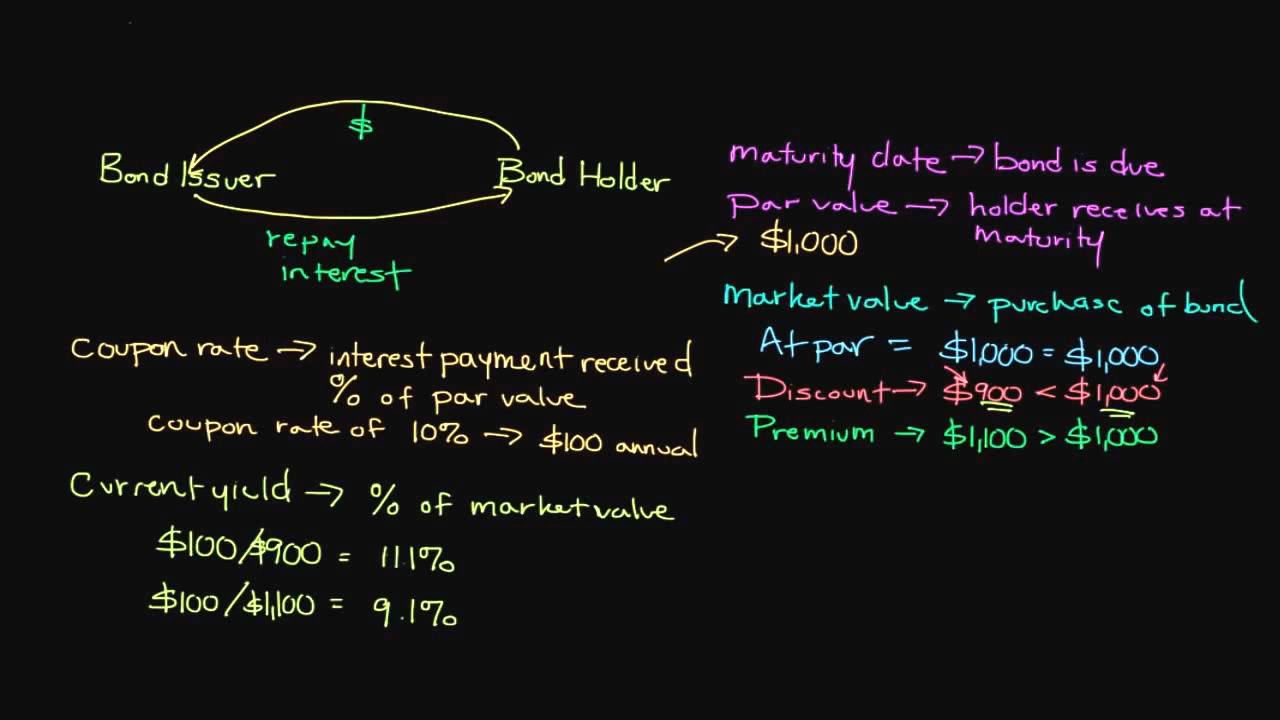 $
Bond Issuer
Bond Holder
repay
interest
Coupon rate → interest payment received
% of par value
Coupon rate of 10% → $100 annual
Current yield → % of market value
$100/$900 = 11.1%
$100/$1,100 = 9.1%
maturity date → bond is due
par value → holder receives at
maturity
→ $1,000
Market value → purchase of bond
At par = $1,000 = $1,000
Discount → $900 < $1,000
Premium → $1,100 > $1,000